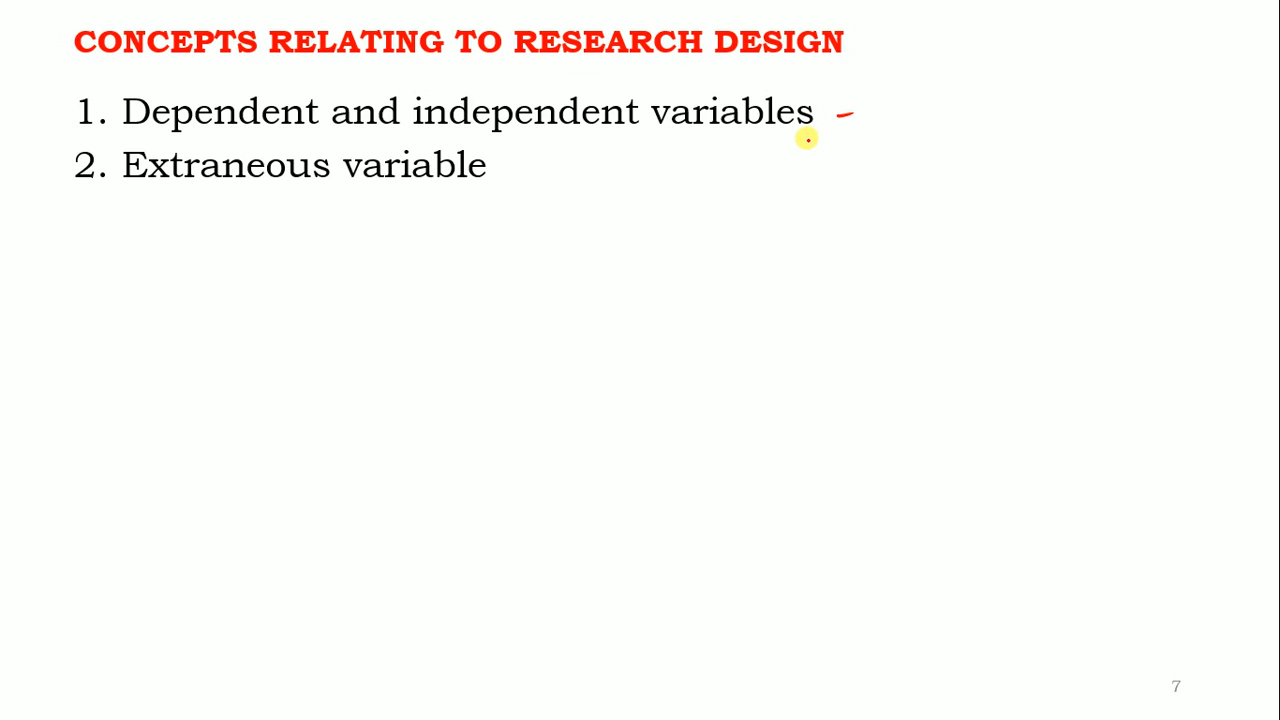 CONCEPTS RELATING TO RESEARCH DESIGN
1. Dependent and independent variables -
2. Extraneous variable
7